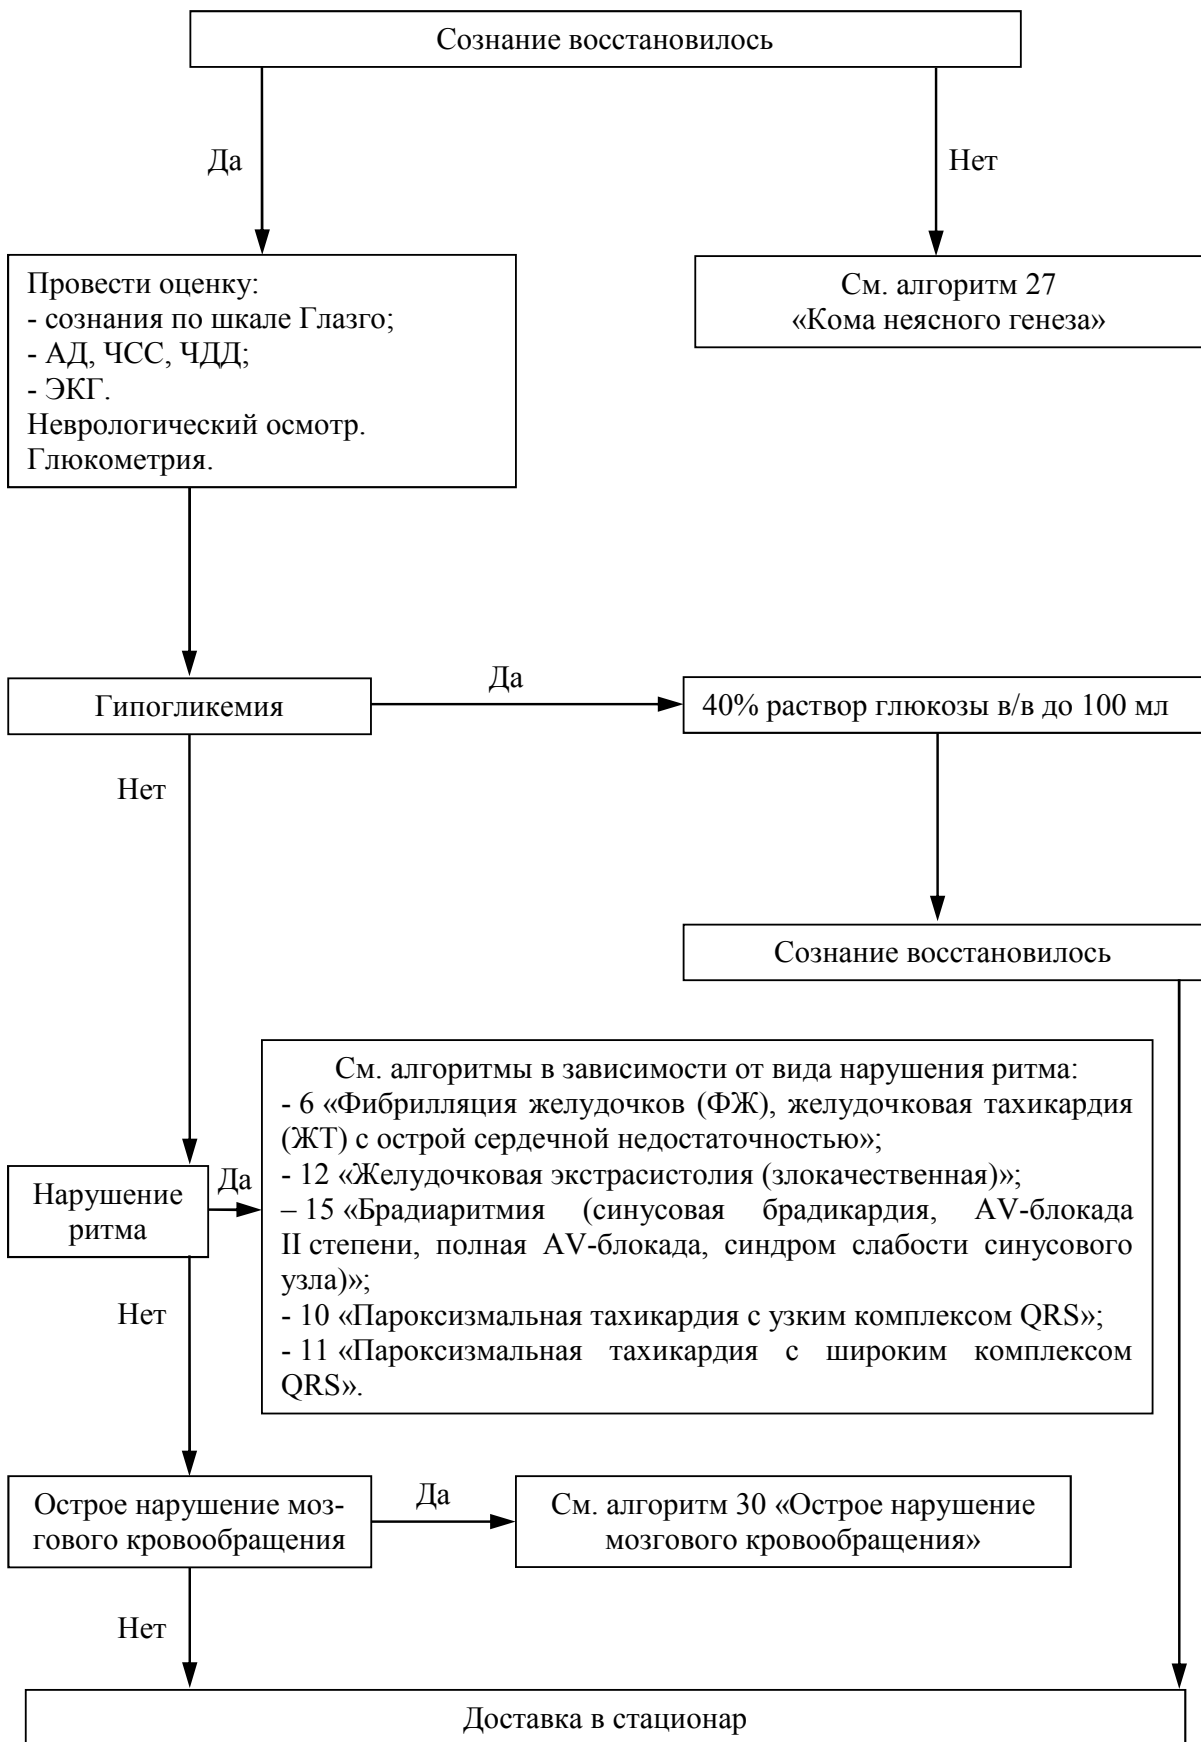 Сознание восстановилось
Да
Нет
Провести оценку:
- сознания по шкале Глазго;
- АД, ЧСС, ЧДД;
- ЭКГ.
Неврологический осмотр.
Глюкометрия.
См. алгоритм 27
«Кома неясного генеза»
Гипогликемия
Да
40% раствор глюкозы в/в до 100 мл
Нет
Сознание восстановилось
См. алгоритмы в зависимости от вида нарушения ритма:
- 6 «Фибрилляция желудочков (ФЖ), желудочковая тахикардия
(ЖТ) с острой сердечной недостаточностью»;
- 12 «Желудочковая экстрасистолия (злокачественная)»;
– 15 «Брадиаритмия (синусовая брадикардия, AV-блокада
II степени, полная AV-блокада, синдром слабости синусового
узла)»;
- 10 «Пароксизмальная тахикардия с узким комплексом QRS»;
- 11 «Пароксизмальная тахикардия с широким комплексом
QRS».
Нарушение
ритма
Да
Нет
Острое нарушение моз-
гового кровообращения
Да
См. алгоритм 30 «Острое нарушение
мозгового кровообращения»
Нет
Доставка в стационар